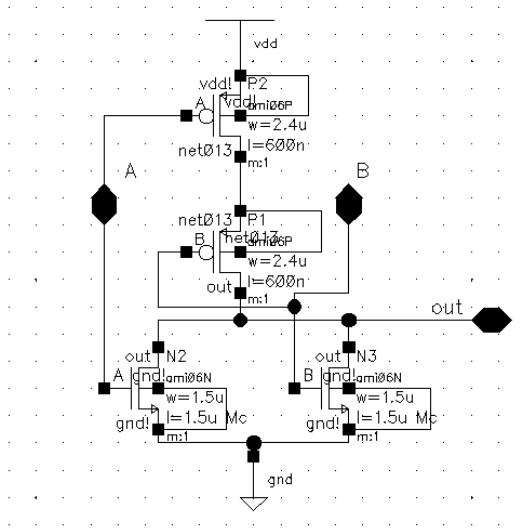 vdd
vdd! P2
A vdd! ami06P
w=2.4u
l=600n
net013 m:1
A
B
net013 P1
B net013 ami06P
w=2.4u
out l=600n
m:1
out
out N2
A gnd! ami06N
w=1.5u
l=1.5u Mc
gnd! m:1
out N3
B gnd! ami06N
w=1.5u
l=1.5u Mc
gnd! m:1
gnd